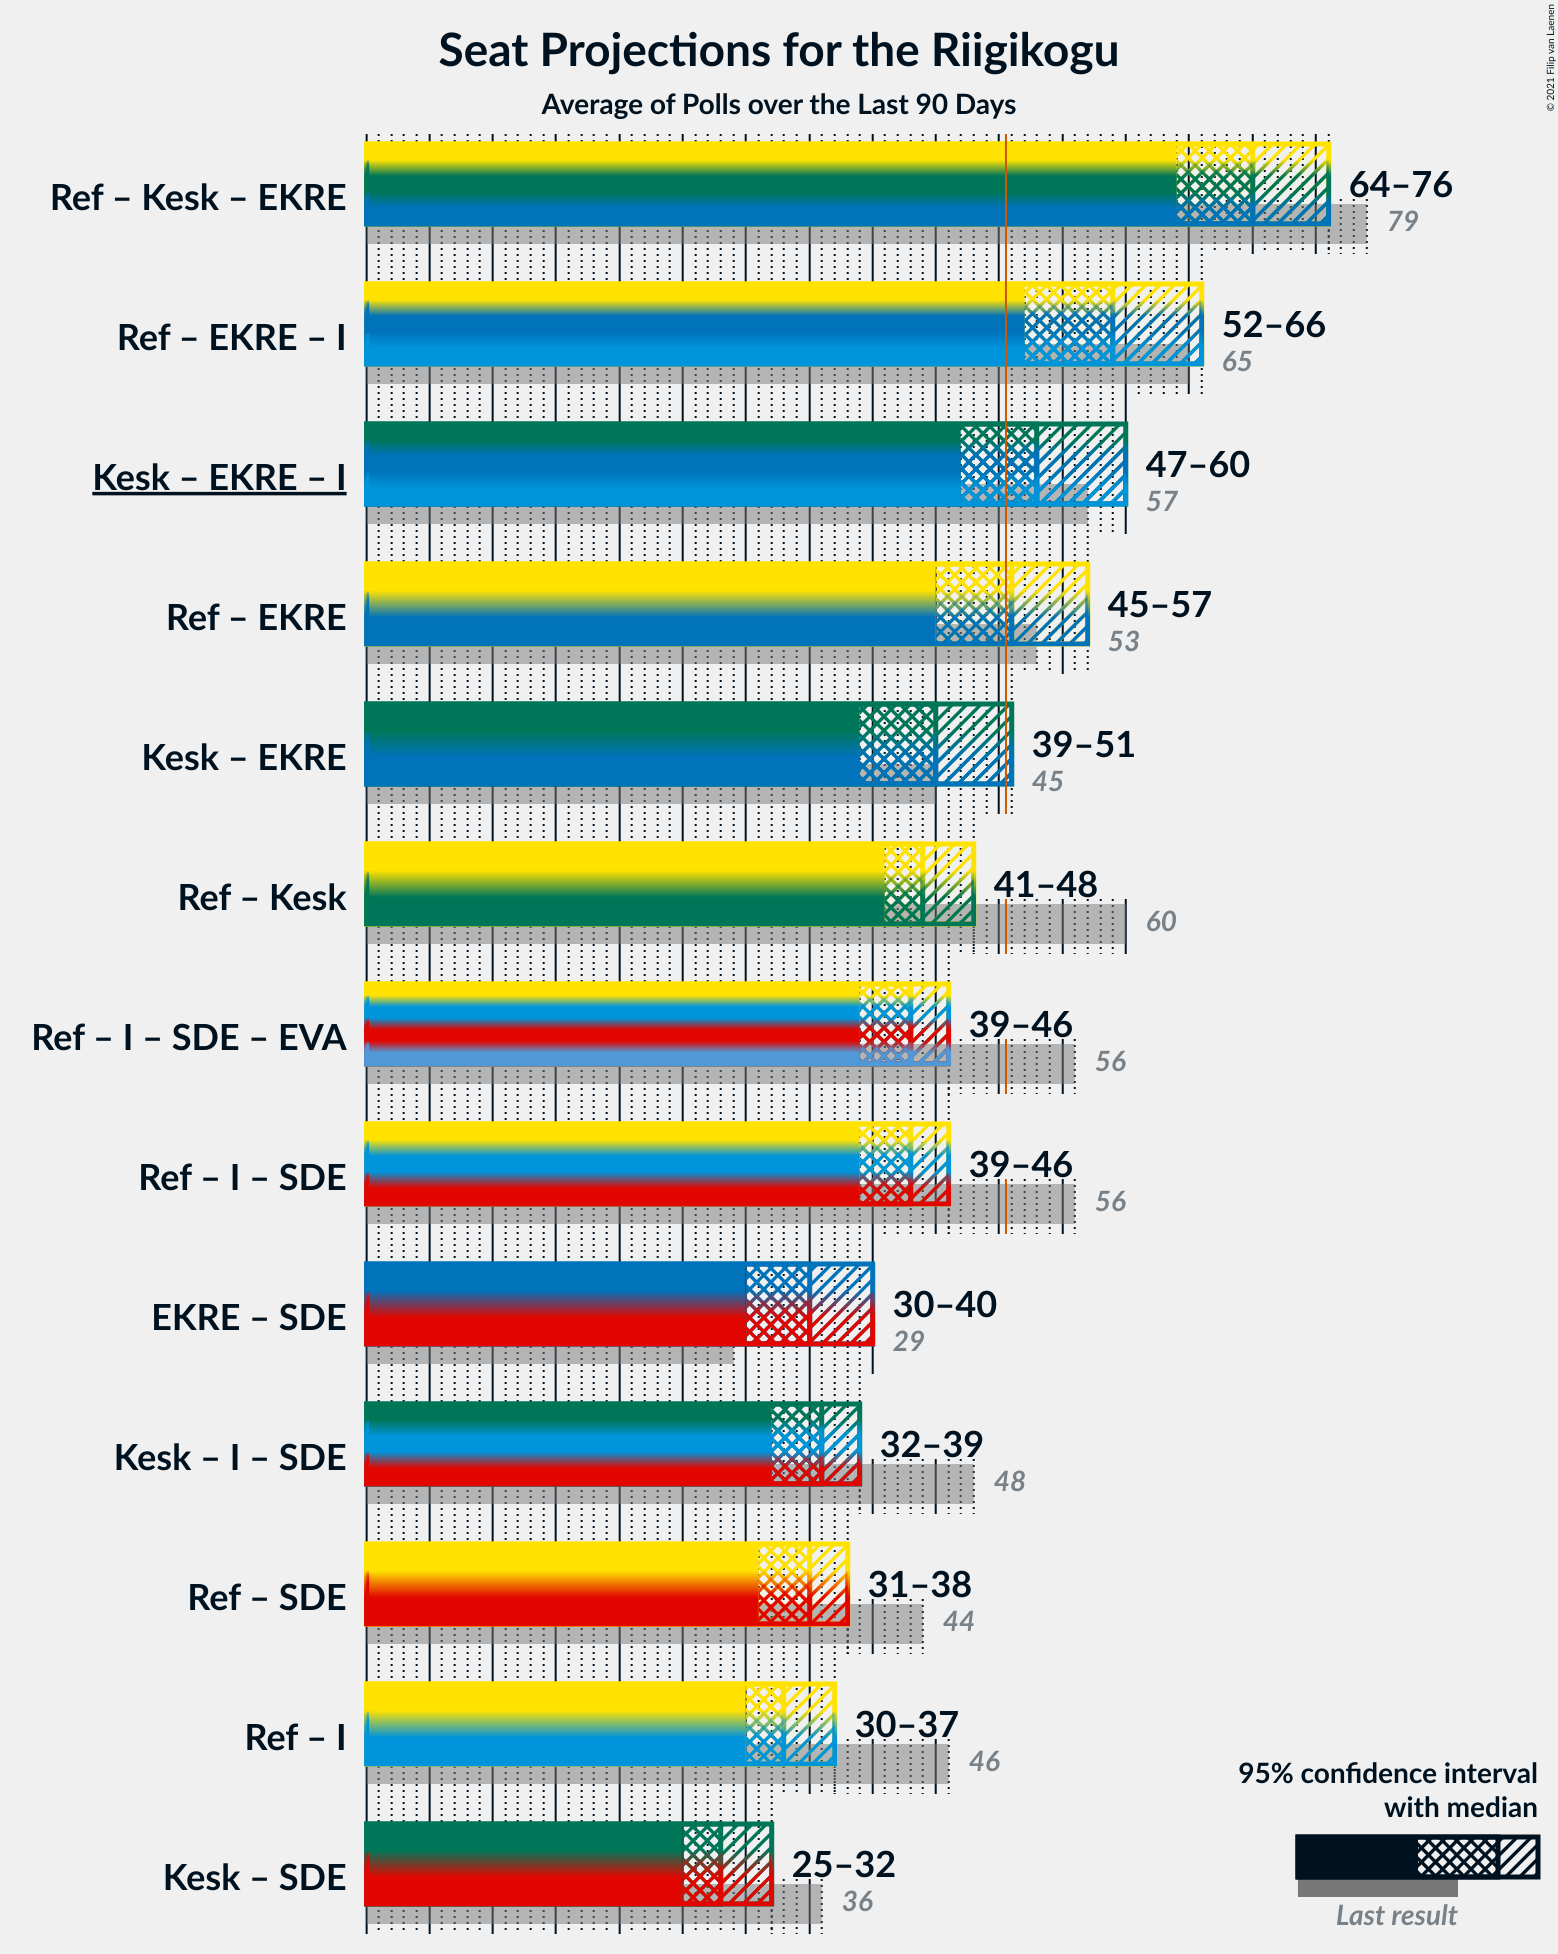 Seat Projections for the Riigikogu
Average of Polls over the Last 90 Days
© 2021 Filip van Laenen
Ref – Kesk – EKRE
64–76
79
Ref – EKRE – I
52–66
65
Kesk – EKRE – I
47–60
57
Ref – EKRE
45–57
53
Kesk – EKRE
39–51
45
Ref – Kesk
41–48
60
Ref – I – SDE – EVA
39–46
56
Ref – I – SDE
39–46
56
EKRE – SDE
30–40
29
Kesk – I – SDE
32–39
48
Ref – SDE
31–38
44
Ref – I
30–37
46
Kesk – SDE
25–32
36
95% confidence interval
with median
Last result